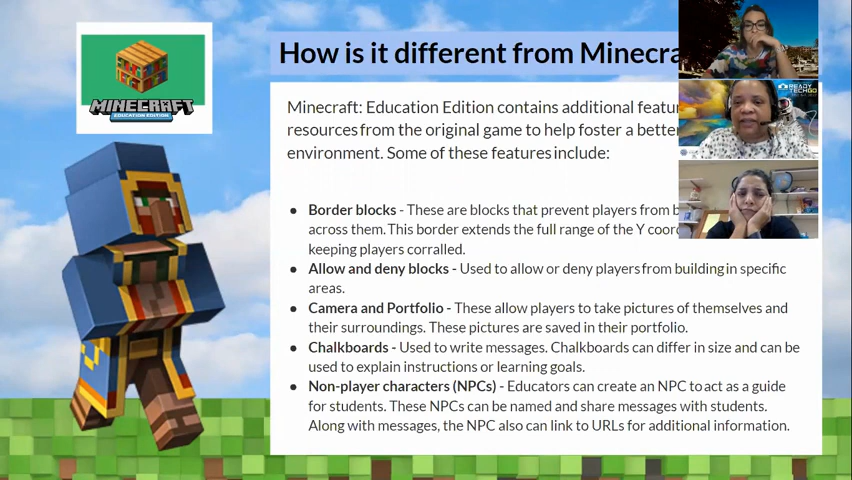 MINECRAFT
EDUCATION EDITION
How is it different from Minecra
Minecraft: Education Edition contains additional featu
resources from the original game to help foster a better
environment. Some of these features include:
● Border blocks - These are blocks that prevent players from b
across them. This border extends the full range of the Y coor
keeping players corralled.
● Allow and deny blocks - Used to allow or deny players from building in specific
areas.
● Camera and Portfolio - These allow players to take pictures of themselves and
their surroundings. These pictures are saved in their portfolio.
● Chalkboards - Used to write messages. Chalkboards can differ in size and can be
used to explain instructions or learning goals.
● Non-player characters (NPCs) - Educators can create an NPC to act as a guide
for students. These NPCs can be named and share messages with students.
Along with messages, the NPC also can link to URLs for additional information.
READY
TECH GO